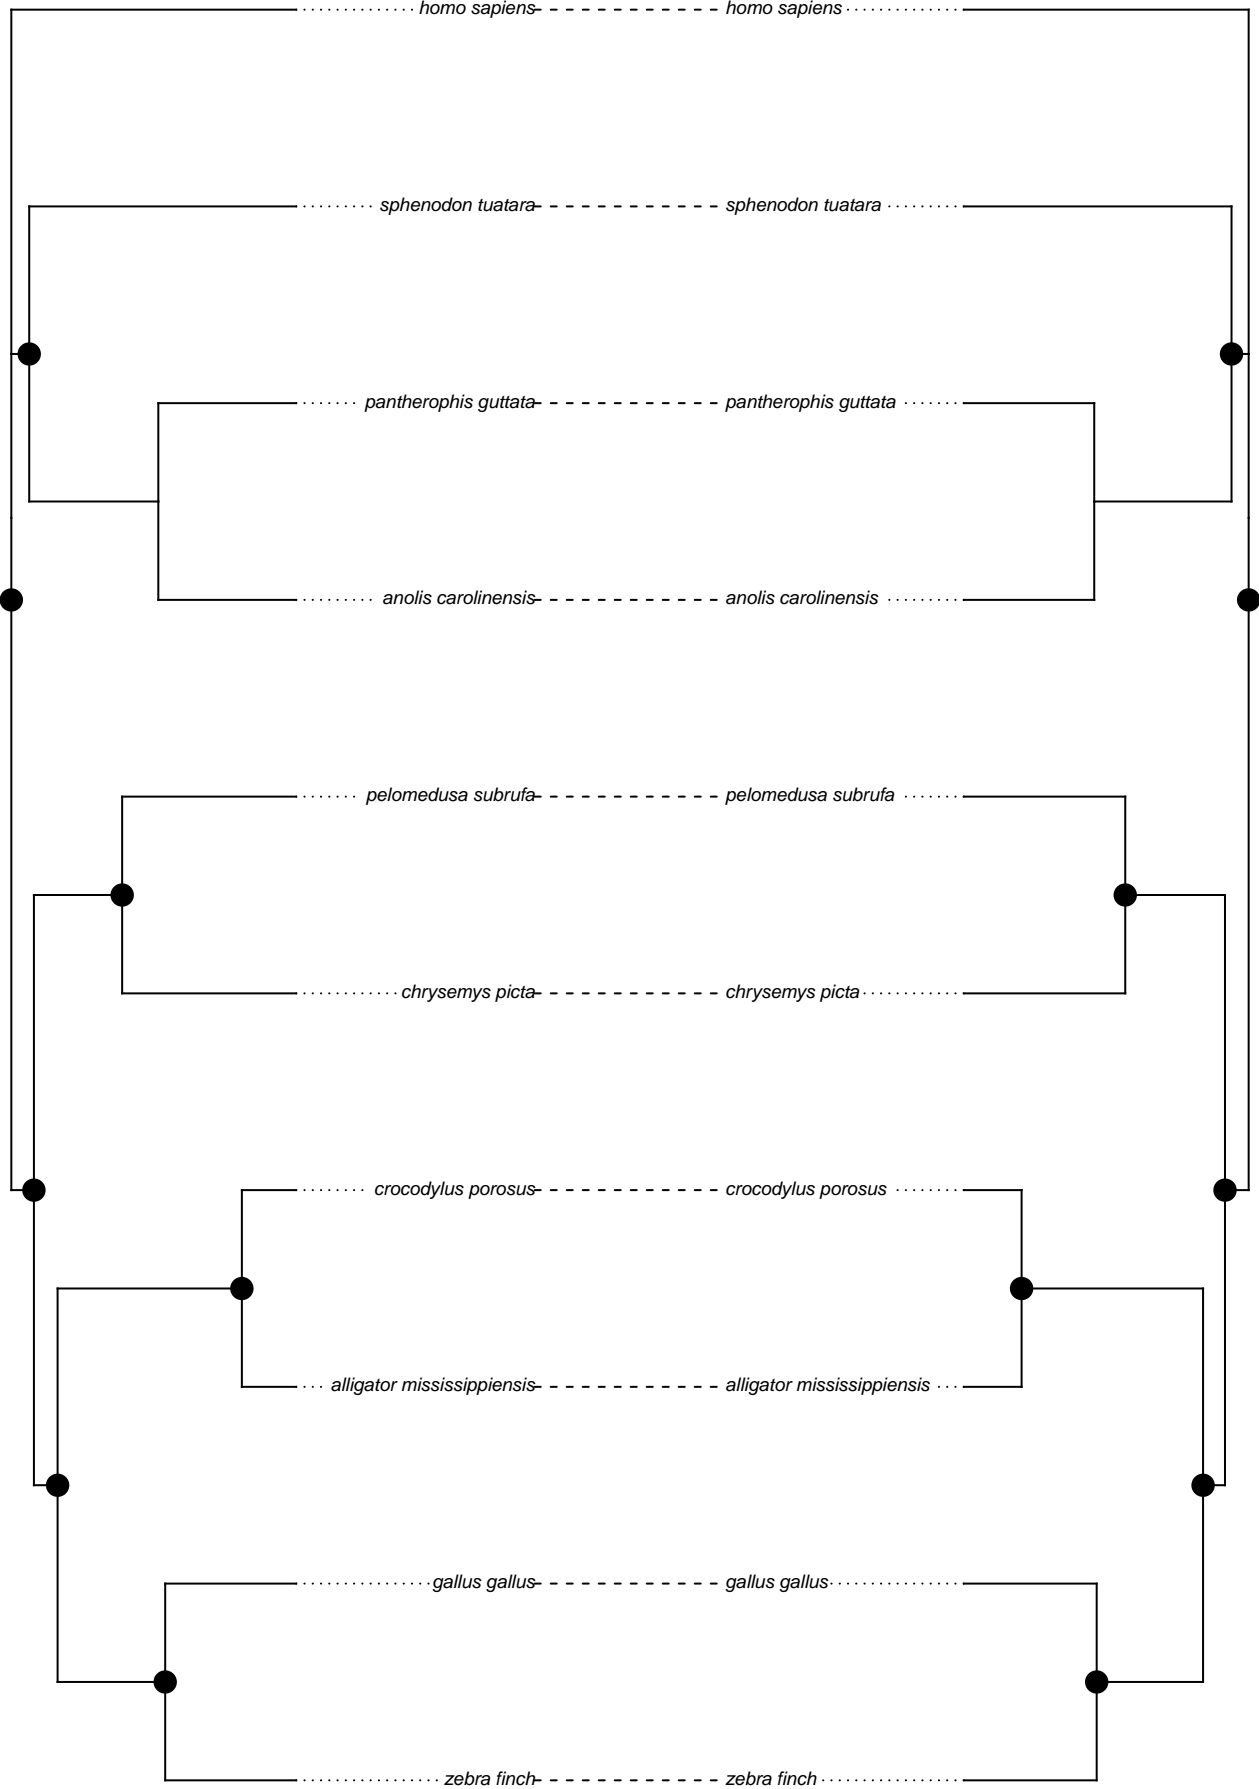 homo sapiens homo sapiens
sphenodon tuatara sphenodon tuatara
pantherophis guttata pantherophis guttata
anolis carolinensis anolis carolinensis
pelomedusa subrufa pelomedusa subrufa
chrysemys picta chrysemys picta
crocodylus porosus crocodylus porosus
alligator mississippiensis alligator mississippiensis
gallus gallus gallus gallus
zebra finch zebra finch